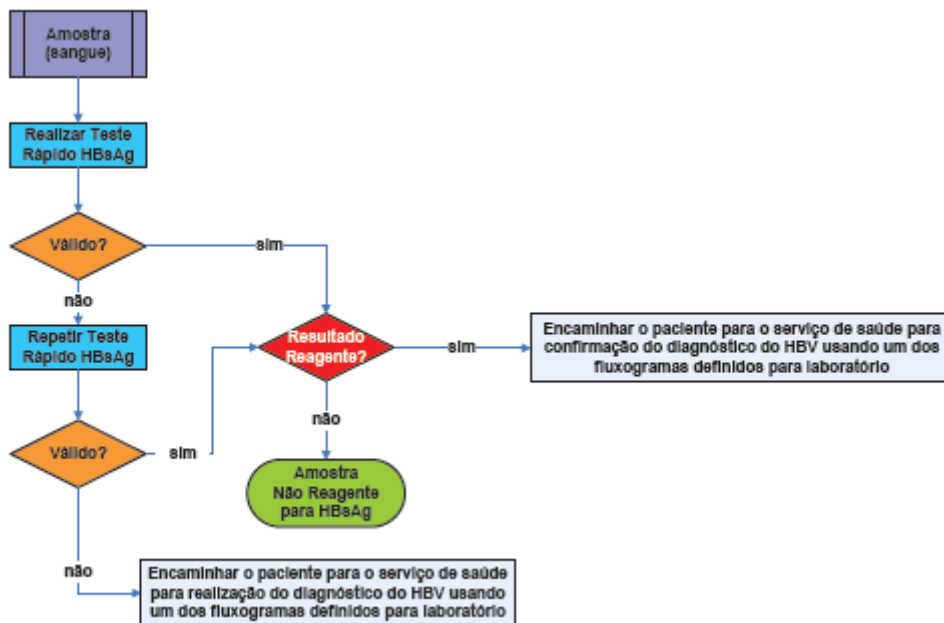 Amostra
(sangue)
Realizar Teste
Rápido HBsAg
Válido?
sim
não
Repetir Teste
Rápido HBsAg
Resultado
Reagente?
sim
Encaminhar o paciente para o serviço de saúde para
confirmação do diagnóstico do HBV usando um dos
fluxogramas definidos para laboratório
não
Válido?
sim
Amostra
Não Reagente
para HBsAg
não
Encaminhar o paciente para o serviço de saúde
para realização do diagnóstico do HBV usando
um dos fluxogramas definidos para laboratório